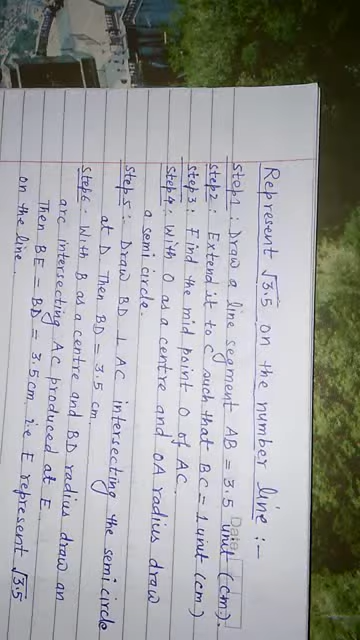 Represent √3.5 on the number line :-
Date
Step1 : Draw a line segment AB = 3.5 unit (cm).
Step2 : Extend it to C such that BC = 1 unit (cm)
Step3 : Find the mid point O of AC.
Step4 : With O as a centre and OA radius draw
a semi circle.
Step5 : Draw BD ⊥ AC intersecting the semi circle
at D. Then BD = 3.5 cm
Step6 : With B as a centre and BD radius draw an
arc intersecting AC produced at E.
Then BE = BD = 3.5 cm, i.e E represent √3.5
on the line.